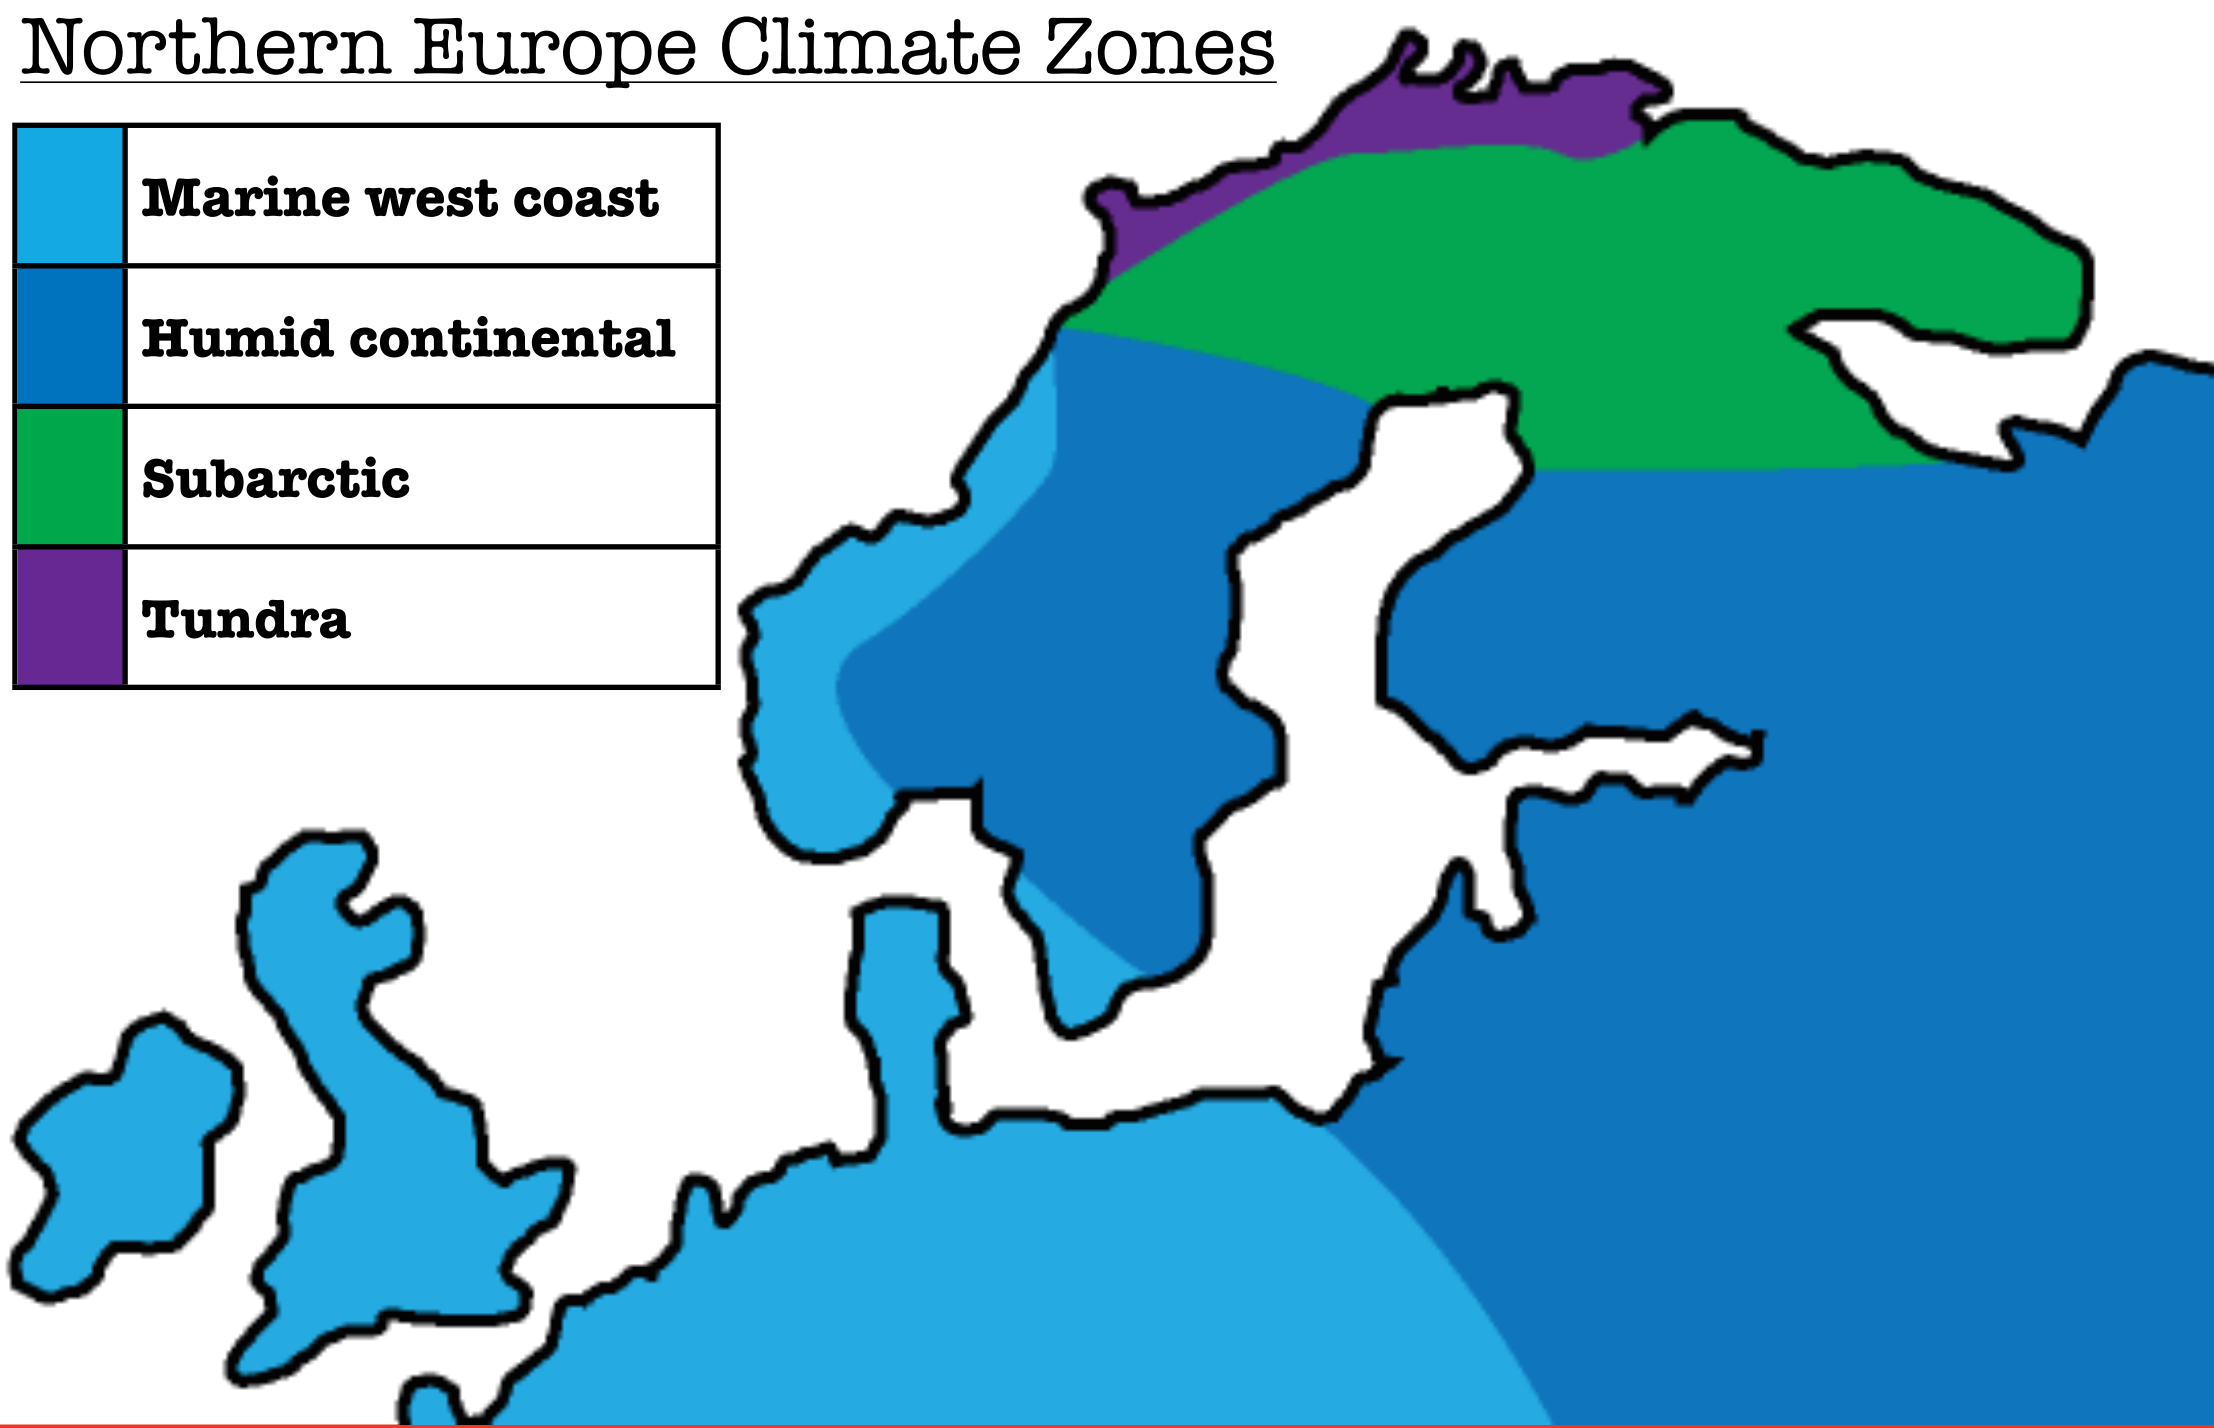 Northern Europe Climate Zones
Marine west coast
Humid continental
Subarctic
Tundra